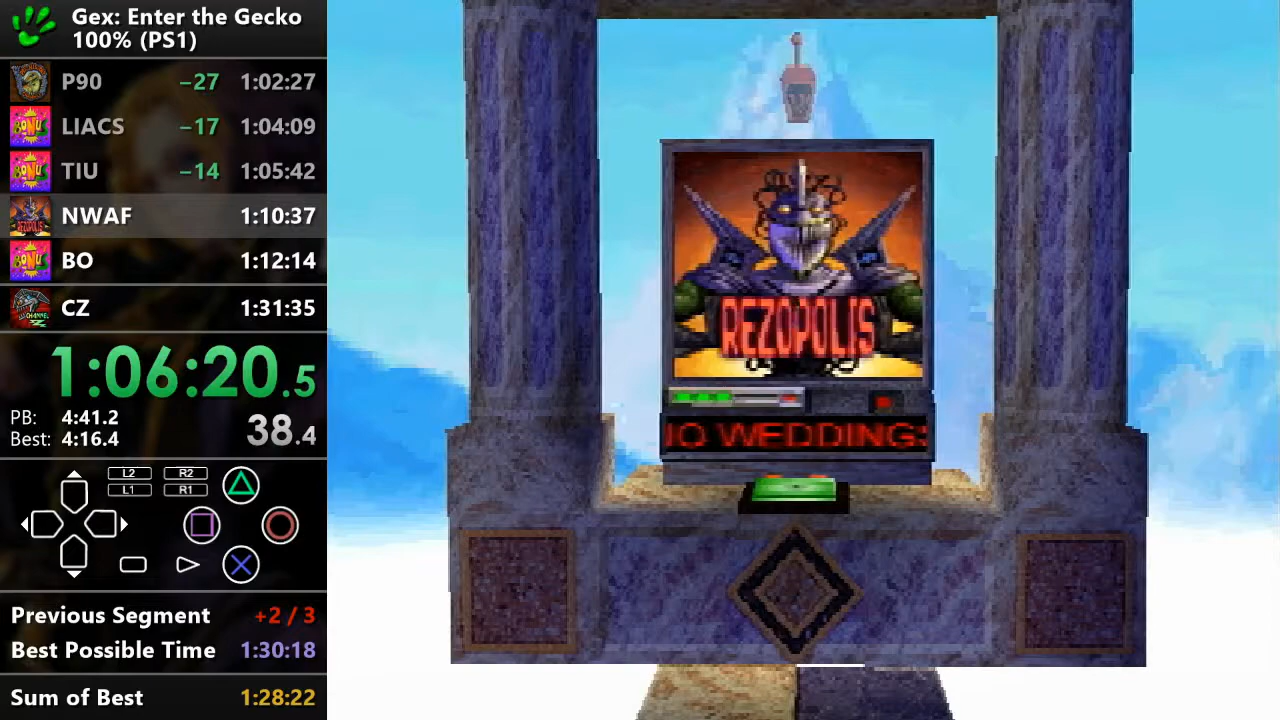 Gex: Enter the Gecko
100% (PS1)
P90 −27 1:02:27
LIACS −17 1:04:09
TIU −14 1:05:42
NWAF 1:10:37
BO 1:12:14
CZ 1:31:35
1:06:20.5
PB: 4:41.2
Best: 4:16.4
38.4
L2 R2
L1 R1
Previous Segment +2 / 3
Best Possible Time 1:30:18
Sum of Best 1:28:22
REZOPOLIS
NO WEDDING